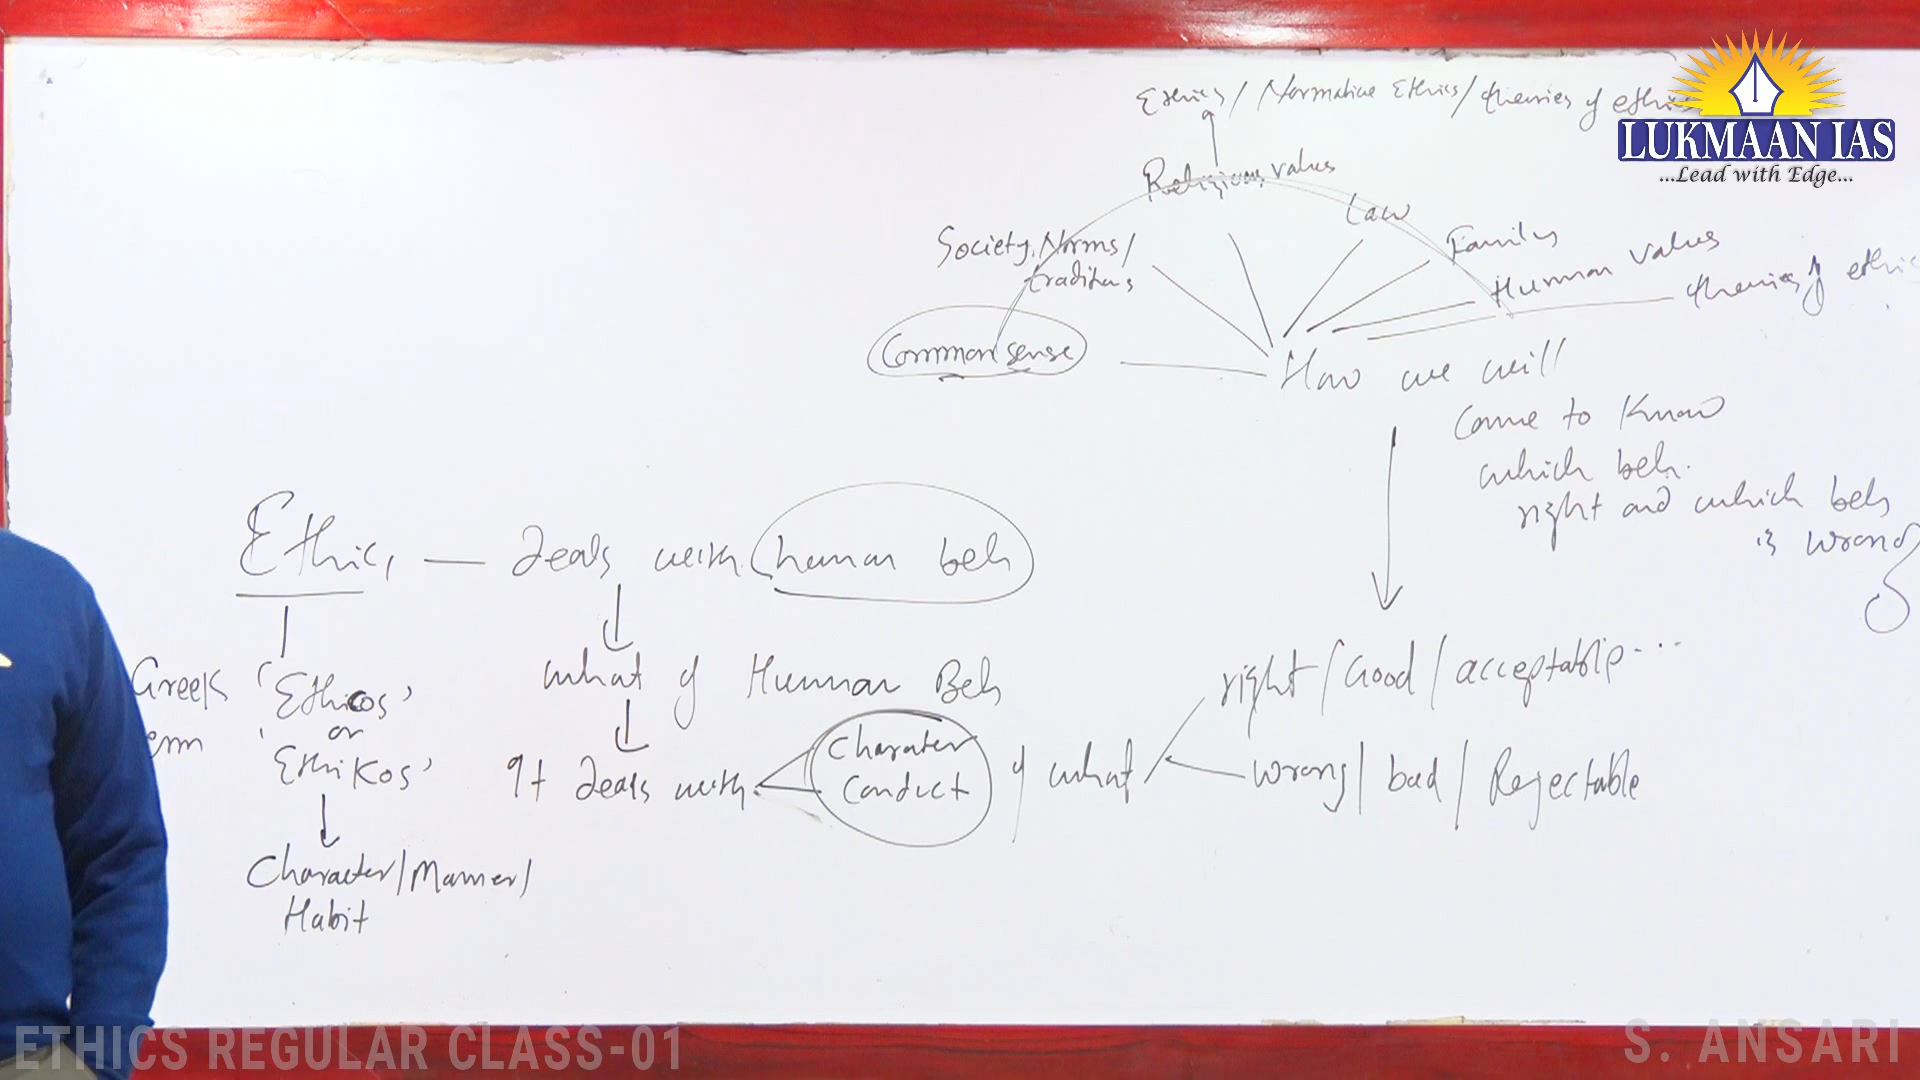 Ethics / Normative Ethics / theories of ethics
LUKMAAN IAS
...Lead with Edge...
Religious values
Law
Society, Norms /
traditions
Family
Human values
theories of ethic
Common sense
How we will
Come to Know
which beh.
right and which beh
is wrong
Ethics — Deals with human beh
what of Human Beh
Greek 'Ethicos'
or
erm 'Ethikos'
It deals with Character
Conduct of what
right / Good / acceptable...
wrong / bad / Rejectable
Character / Manner /
Habit
ETHICS REGULAR CLASS-01
S. ANSARI